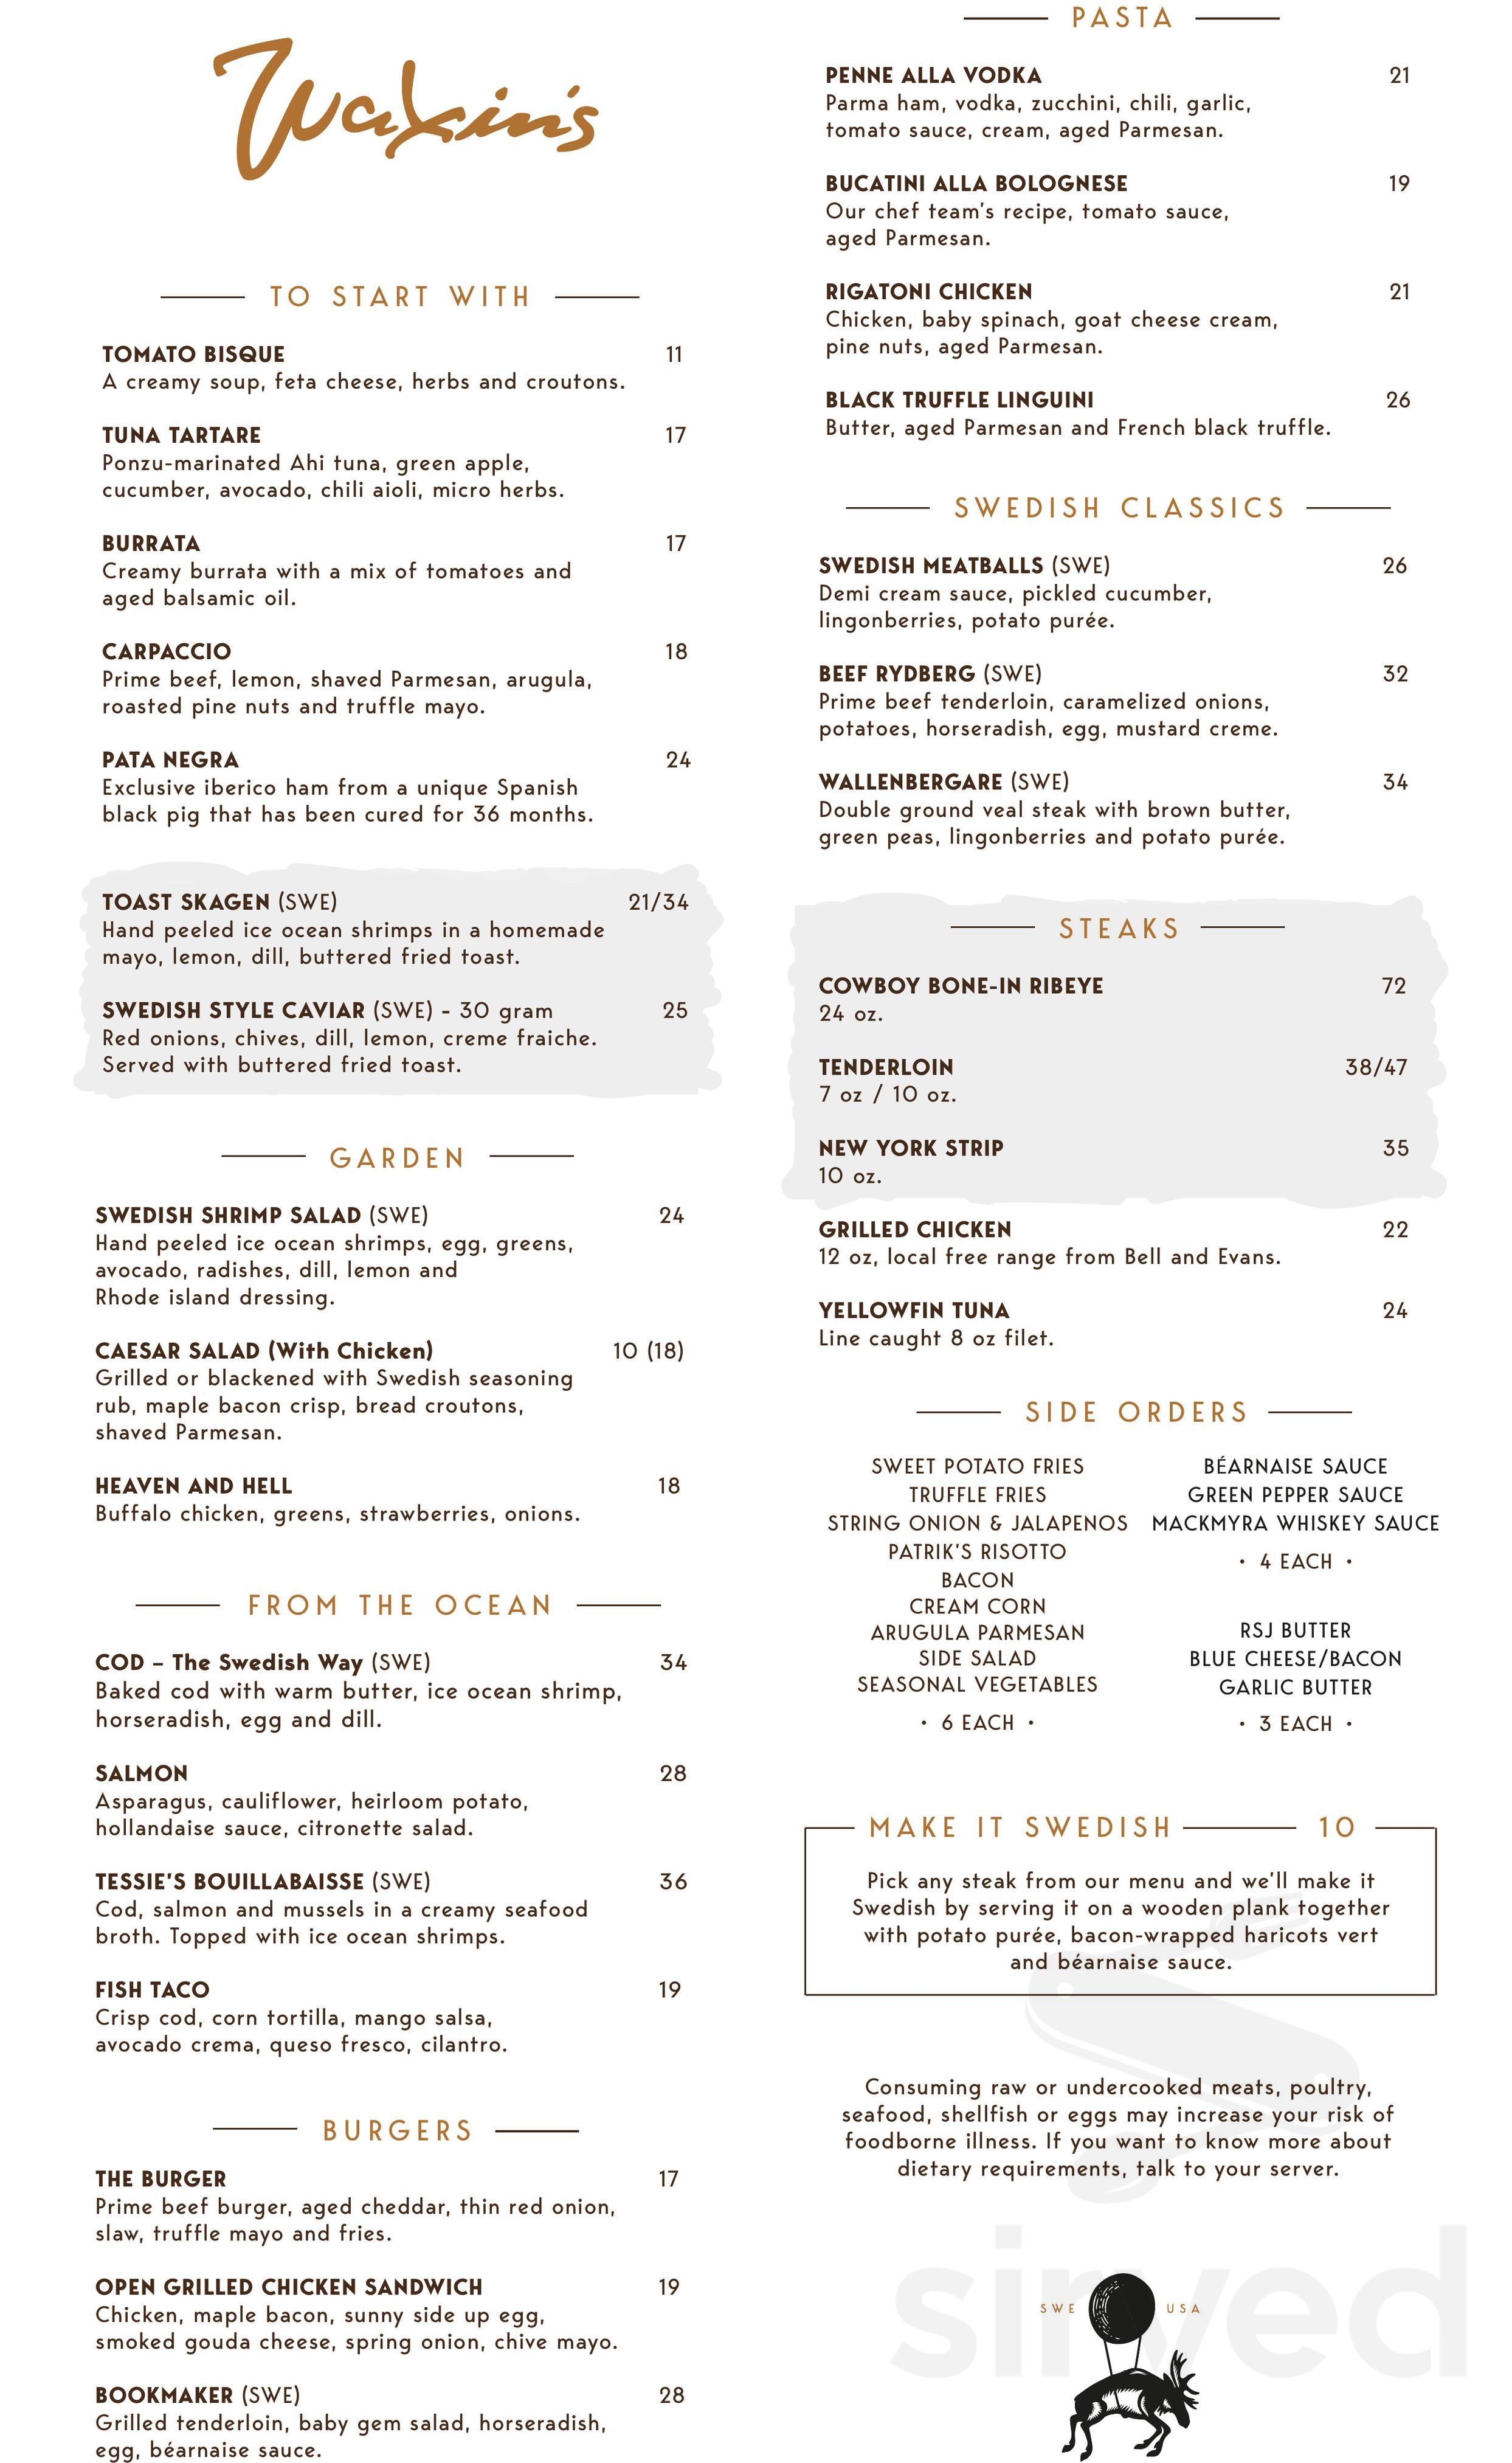 Waxin's
TO START WITH
TOMATO BISQUE 11
A creamy soup, feta cheese, herbs and croutons.
TUNA TARTARE 17
Ponzu-marinated Ahi tuna, green apple,
cucumber, avocado, chili aioli, micro herbs.
BURRATA 17
Creamy burrata with a mix of tomatoes and
aged balsamic oil.
CARPACCIO 18
Prime beef, lemon, shaved Parmesan, arugula,
roasted pine nuts and truffle mayo.
PATA NEGRA 24
Exclusive iberico ham from a unique Spanish
black pig that has been cured for 36 months.
TOAST SKAGEN (SWE) 21/34
Hand peeled ice ocean shrimps in a homemade
mayo, lemon, dill, buttered fried toast.
SWEDISH STYLE CAVIAR (SWE) - 30 gram 25
Red onions, chives, dill, lemon, creme fraiche.
Served with buttered fried toast.
GARDEN
SWEDISH SHRIMP SALAD (SWE) 24
Hand peeled ice ocean shrimps, egg, greens,
avocado, radishes, dill, lemon and
Rhode island dressing.
CAESAR SALAD (With Chicken) 10 (18)
Grilled or blackened with Swedish seasoning
rub, maple bacon crisp, bread croutons,
shaved Parmesan.
HEAVEN AND HELL 18
Buffalo chicken, greens, strawberries, onions.
FROM THE OCEAN
COD – The Swedish Way (SWE) 34
Baked cod with warm butter, ice ocean shrimp,
horseradish, egg and dill.
SALMON 28
Asparagus, cauliflower, heirloom potato,
hollandaise sauce, citronette salad.
TESSIE'S BOUILLABAISSE (SWE) 36
Cod, salmon and mussels in a creamy seafood
broth. Topped with ice ocean shrimps.
FISH TACO 19
Crisp cod, corn tortilla, mango salsa,
avocado crema, queso fresco, cilantro.
BURGERS
THE BURGER 17
Prime beef burger, aged cheddar, thin red onion,
slaw, truffle mayo and fries.
OPEN GRILLED CHICKEN SANDWICH 19
Chicken, maple bacon, sunny side up egg,
smoked gouda cheese, spring onion, chive mayo.
BOOKMAKER (SWE) 28
Grilled tenderloin, baby gem salad, horseradish,
egg, béarnaise sauce.
PASTA
PENNE ALLA VODKA 21
Parma ham, vodka, zucchini, chili, garlic,
tomato sauce, cream, aged Parmesan.
BUCATINI ALLA BOLOGNESE 19
Our chef team's recipe, tomato sauce,
aged Parmesan.
RIGATONI CHICKEN 21
Chicken, baby spinach, goat cheese cream,
pine nuts, aged Parmesan.
BLACK TRUFFLE LINGUINI 26
Butter, aged Parmesan and French black truffle.
SWEDISH CLASSICS
SWEDISH MEATBALLS (SWE) 26
Demi cream sauce, pickled cucumber,
lingonberries, potato purée.
BEEF RYDBERG (SWE) 32
Prime beef tenderloin, caramelized onions,
potatoes, horseradish, egg, mustard creme.
WALLENBERGARE (SWE) 34
Double ground veal steak with brown butter,
green peas, lingonberries and potato purée.
STEAKS
COWBOY BONE-IN RIBEYE 72
24 oz.
TENDERLOIN 38/47
7 oz / 10 oz.
NEW YORK STRIP 35
10 oz.
GRILLED CHICKEN 22
12 oz, local free range from Bell and Evans.
YELLOWFIN TUNA 24
Line caught 8 oz filet.
SIDE ORDERS
SWEET POTATO FRIES
TRUFFLE FRIES
STRING ONION & JALAPENOS
PATRIK'S RISOTTO
BACON
CREAM CORN
ARUGULA PARMESAN
SIDE SALAD
SEASONAL VEGETABLES
• 6 EACH •
BÉARNAISE SAUCE
GREEN PEPPER SAUCE
MACKMYRA WHISKEY SAUCE
• 4 EACH •
RSJ BUTTER
BLUE CHEESE/BACON
GARLIC BUTTER
• 3 EACH •
MAKE IT SWEDISH 10
Pick any steak from our menu and we'll make it
Swedish by serving it on a wooden plank together
with potato purée, bacon-wrapped haricots vert
and béarnaise sauce.
Consuming raw or undercooked meats, poultry,
seafood, shellfish or eggs may increase your risk of
foodborne illness. If you want to know more about
dietary requirements, talk to your server.
sirved
SWE USA